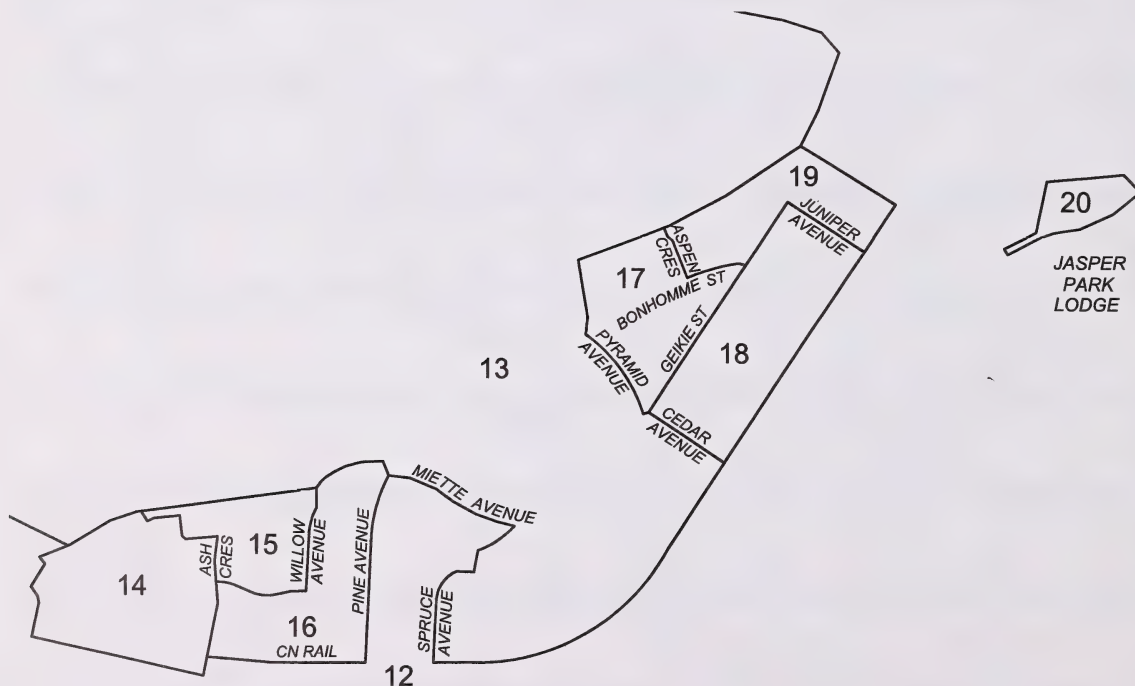 19
JUNIPER
AVENUE
20
JASPER
PARK
LODGE
ASPEN
CRES
17
BONHOMME ST
GEIKIE ST
18
13
PYRAMID
AVENUE
CEDAR
AVENUE
MIETTE AVENUE
15
ASH
CRES
WILLOW
AVENUE
PINE AVENUE
14
16
CN RAIL
SPRUCE
AVENUE
12